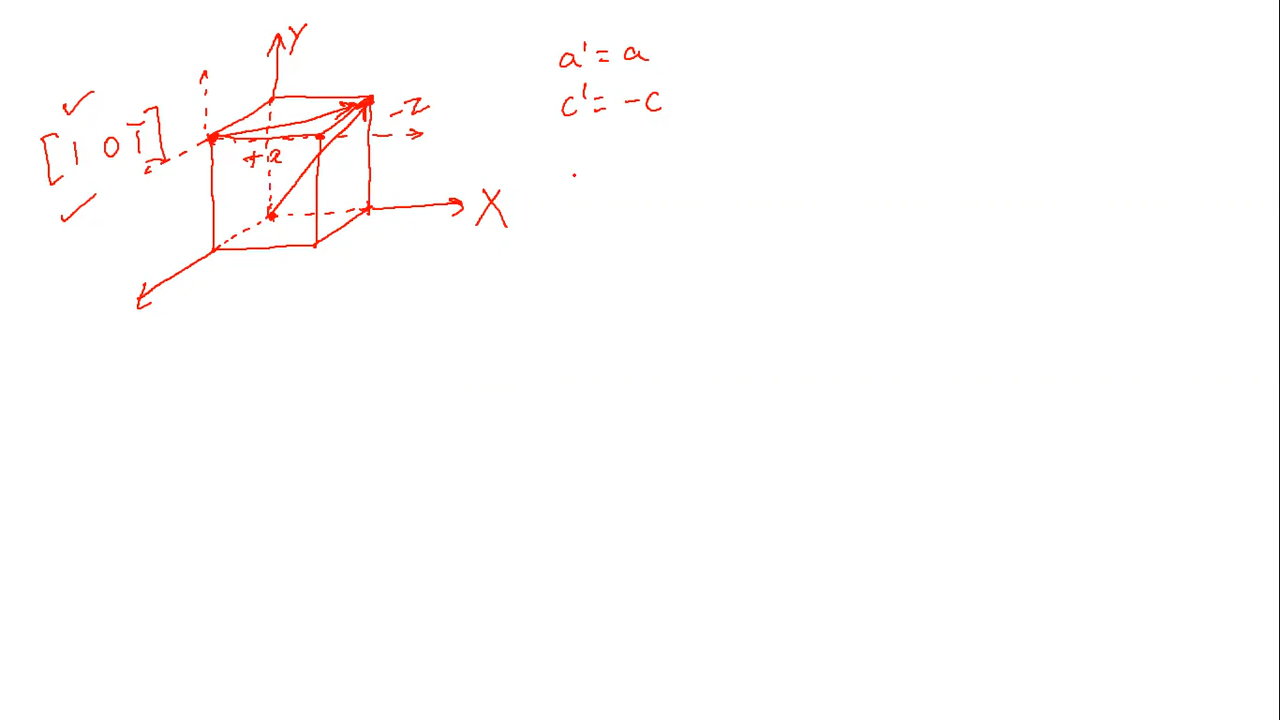 Y
a' = a
c' = -c
-z
[1 0 1̅]
+x
X